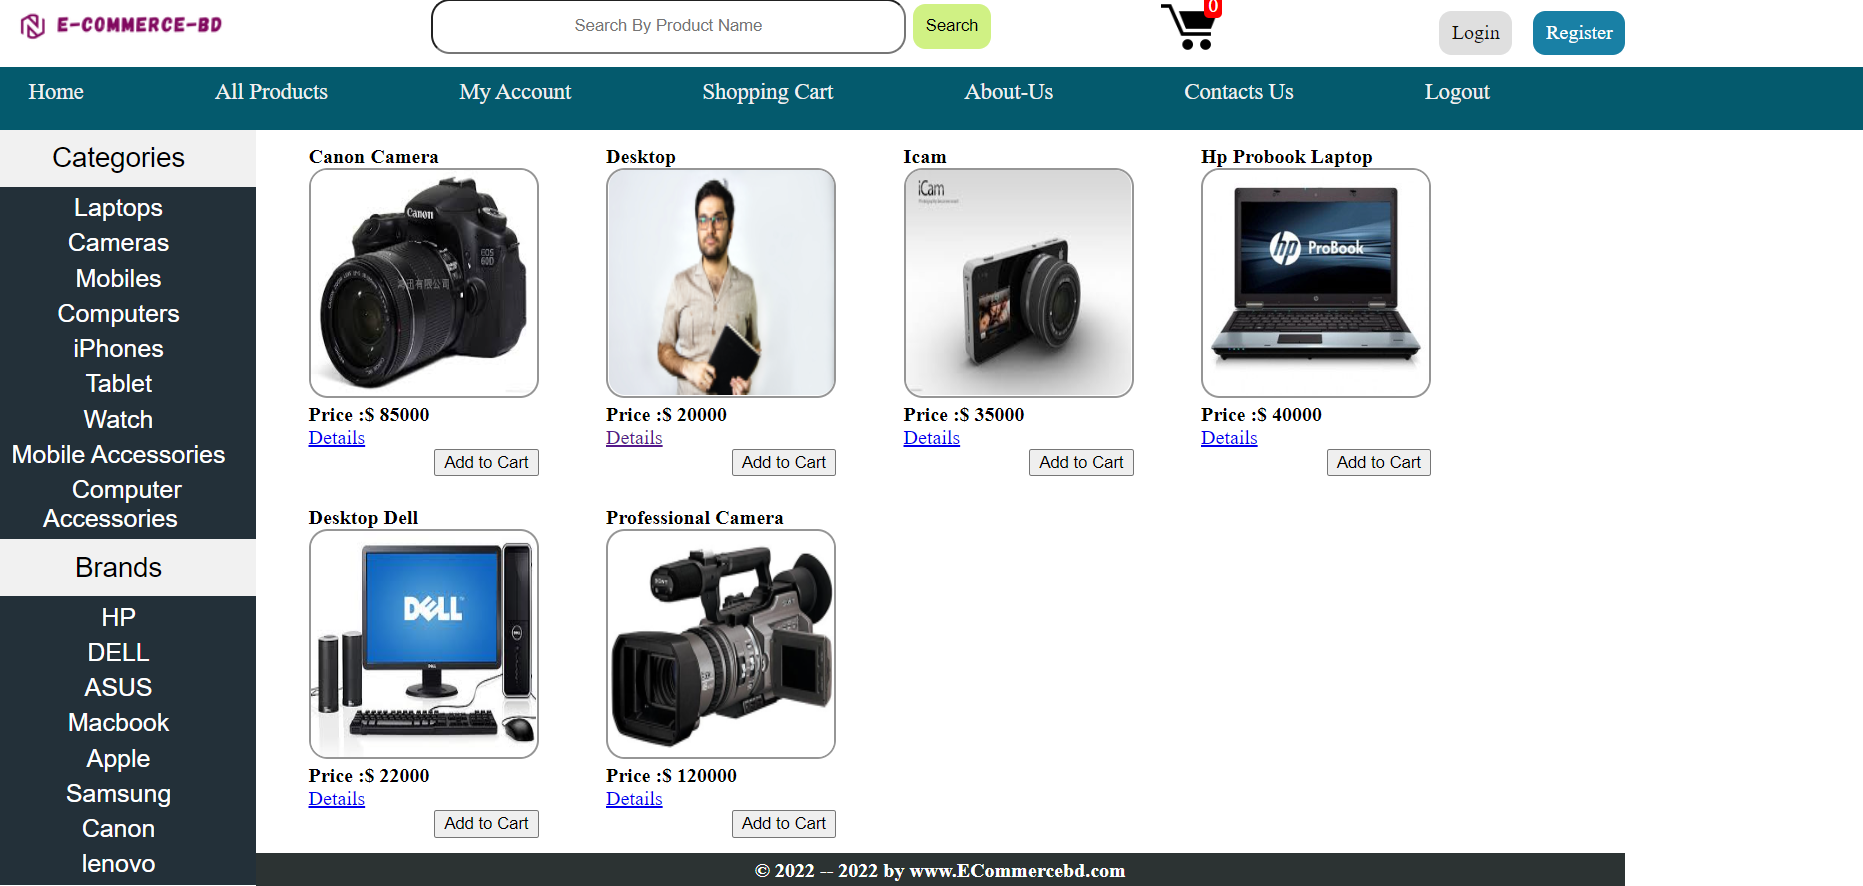 E-COMMERCE-BD
Search By Product Name
Search
0
Login
Register
Home
All Products
My Account
Shopping Cart
About-Us
Contacts Us
Logout
Categories
Laptops
Cameras
Mobiles
Computers
iPhones
Tablet
Watch
Mobile Accessories
Computer
Accessories
Brands
HP
DELL
ASUS
Macbook
Apple
Samsung
Canon
lenovo
Canon Camera
Canon
EOS
60D
有限公司
Price :$ 85000
Details
Add to Cart
Desktop
Price :$ 20000
Details
Add to Cart
Icam
iCam
Price :$ 35000
Details
Add to Cart
Hp Probook Laptop
hp ProBook
Price :$ 40000
Details
Add to Cart
Desktop Dell
DELL
Price :$ 22000
Details
Add to Cart
Professional Camera
SONY
Price :$ 120000
Details
Add to Cart
© 2022 -- 2022 by www.ECommercebd.com